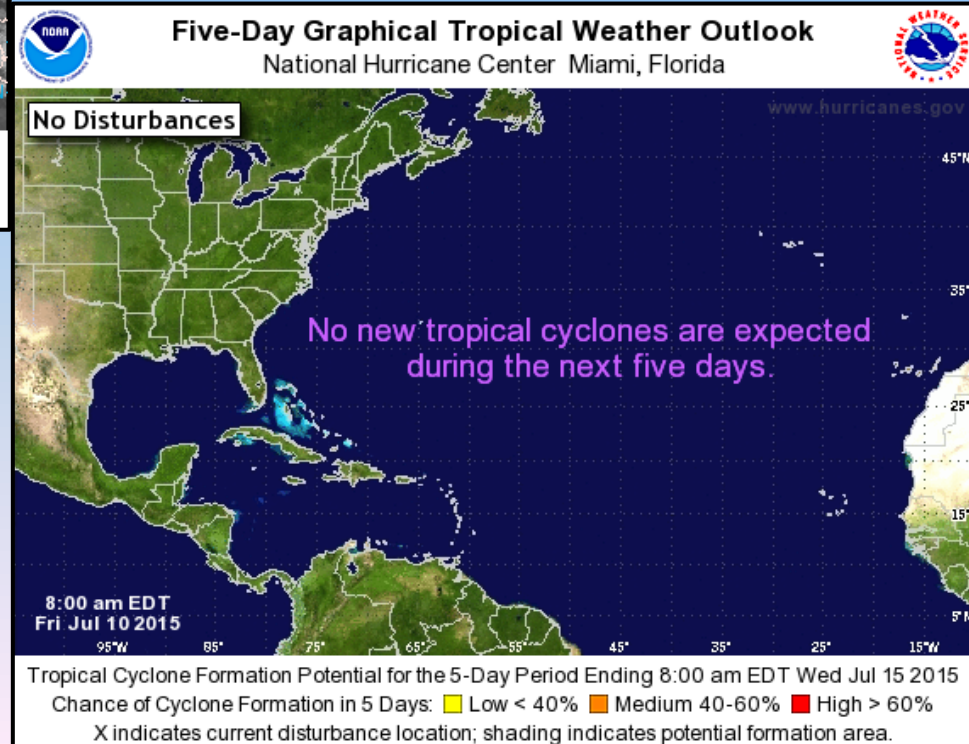 Five-Day Graphical Tropical Weather Outlook
National Hurricane Center Miami, Florida
NOAA
NATIONAL WEATHER SERVICE
No Disturbances
www.hurricanes.gov
45°N
35°
No new tropical cyclones are expected
during the next five days.
25°
15°
8:00 am EDT
Fri Jul 10 2015
5°N
95°W 85° 75° 65° 55° 45° 35° 25° 15°W
Tropical Cyclone Formation Potential for the 5-Day Period Ending 8:00 am EDT Wed Jul 15 2015
Chance of Cyclone Formation in 5 Days: Low < 40% Medium 40-60% High > 60%
X indicates current disturbance location; shading indicates potential formation area.